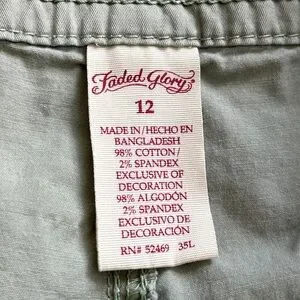 Faded Glory
12
MADE IN/HECHO EN
BANGLADESH
98% COTTON/
2% SPANDEX
EXCLUSIVE OF
DECORATION
98% ALGODÓN
2% SPANDEX
EXCLUSIVO DE
DECORACIÓN
RN# 52469 35L